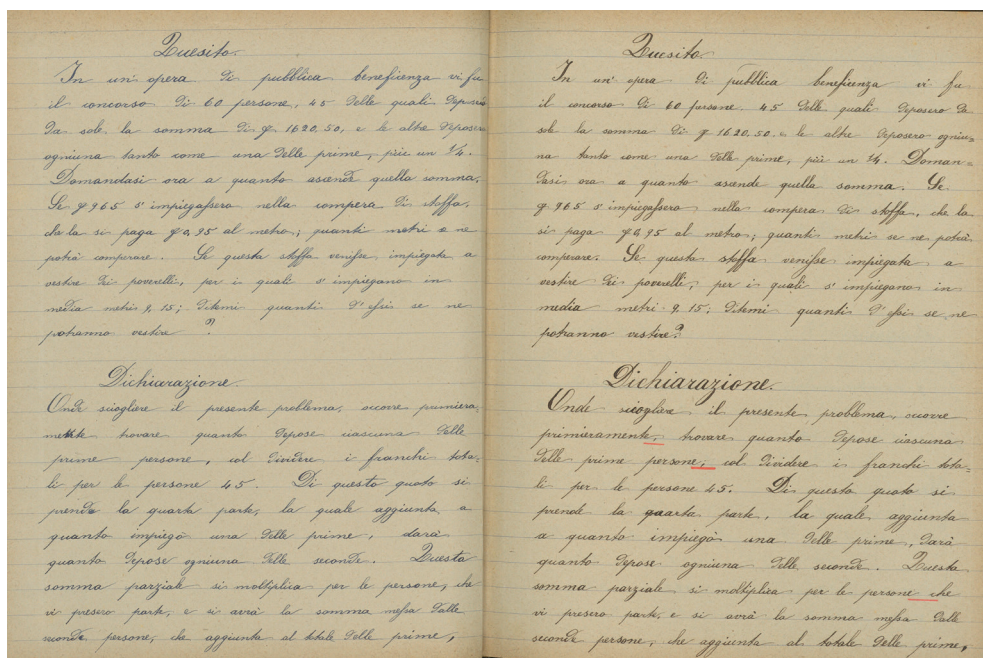 Quesito.
In un' opera di pubblica beneficenza vi fu
il concorso di 60 persone, 45 delle quali deposero
da sole la somma di f. 1620,50, e le altre deposero
ogniuna tanto come una delle prime, più un 1/4.
Domandasi ora a quanto ascende quella somma.
Se f 965 s' impiegassero nella compera di stoffa,
che la si paga f 0,95 al metro; quanti metri se ne
potrà comperare. Se questa stoffa venisse impiegata a
vestire dei poverelli, per i quali s' impiegano in
media metri 9,15; ditemi quanti d' essi se ne
potranno vestire?
Dichiarazione.
Onde sciogliere il presente problema, occorre primiera-
mente trovare quanto depose ciascuna delle
prime persone, col dividere i franchi tota-
li per le persone 45. Di questo quoto si
prenda la quarta parte, la quale aggiunta a
quanto impiegò una delle prime, darà
quanto depose ogniuna delle seconde. Questa
somma parziale si moltiplica per le persone, che
vi presero parte, e si avrà la somma messa dalle
seconde persone, che aggiunta al totale delle prime,
Quesito.
In un' opera di pubblica beneficenza vi fu
il concorso di 60 persone. 45 delle quali deposero da
sole la somma di f 1620,50. e le altre deposero ogniu-
na tanto come una delle prime, più un 1/4. Doman-
dasi ora a quanto ascende quella somma. Se
f. 965 s' impiegassero nella compera di stoffa, che la
si paga f 0,95 al metro; quanti metri se ne potrà
comperare. Se questa stoffa venisse impiegata a
vestire dei poverelli, per i quali s' impiegano in
media metri 9,15; ditemi quanti d' essi se ne
potranno vestire?
Dichiarazione.
Onde sciogliere il presente problema, occorre
primieramente, trovare quanto depose ciascuna
delle prime persone, col dividere i franchi tota-
li per le persone 45. Di questo quoto si
prende la quarta parte, la quale aggiunta
a quanto impiegò una delle prime, darà
quanto depose ogniuna delle seconde. Questa
somma parziale si moltiplica per le persone che
vi presero parte, e si avrà la somma messa dalle
seconde persone, che aggiunta al totale delle prime,